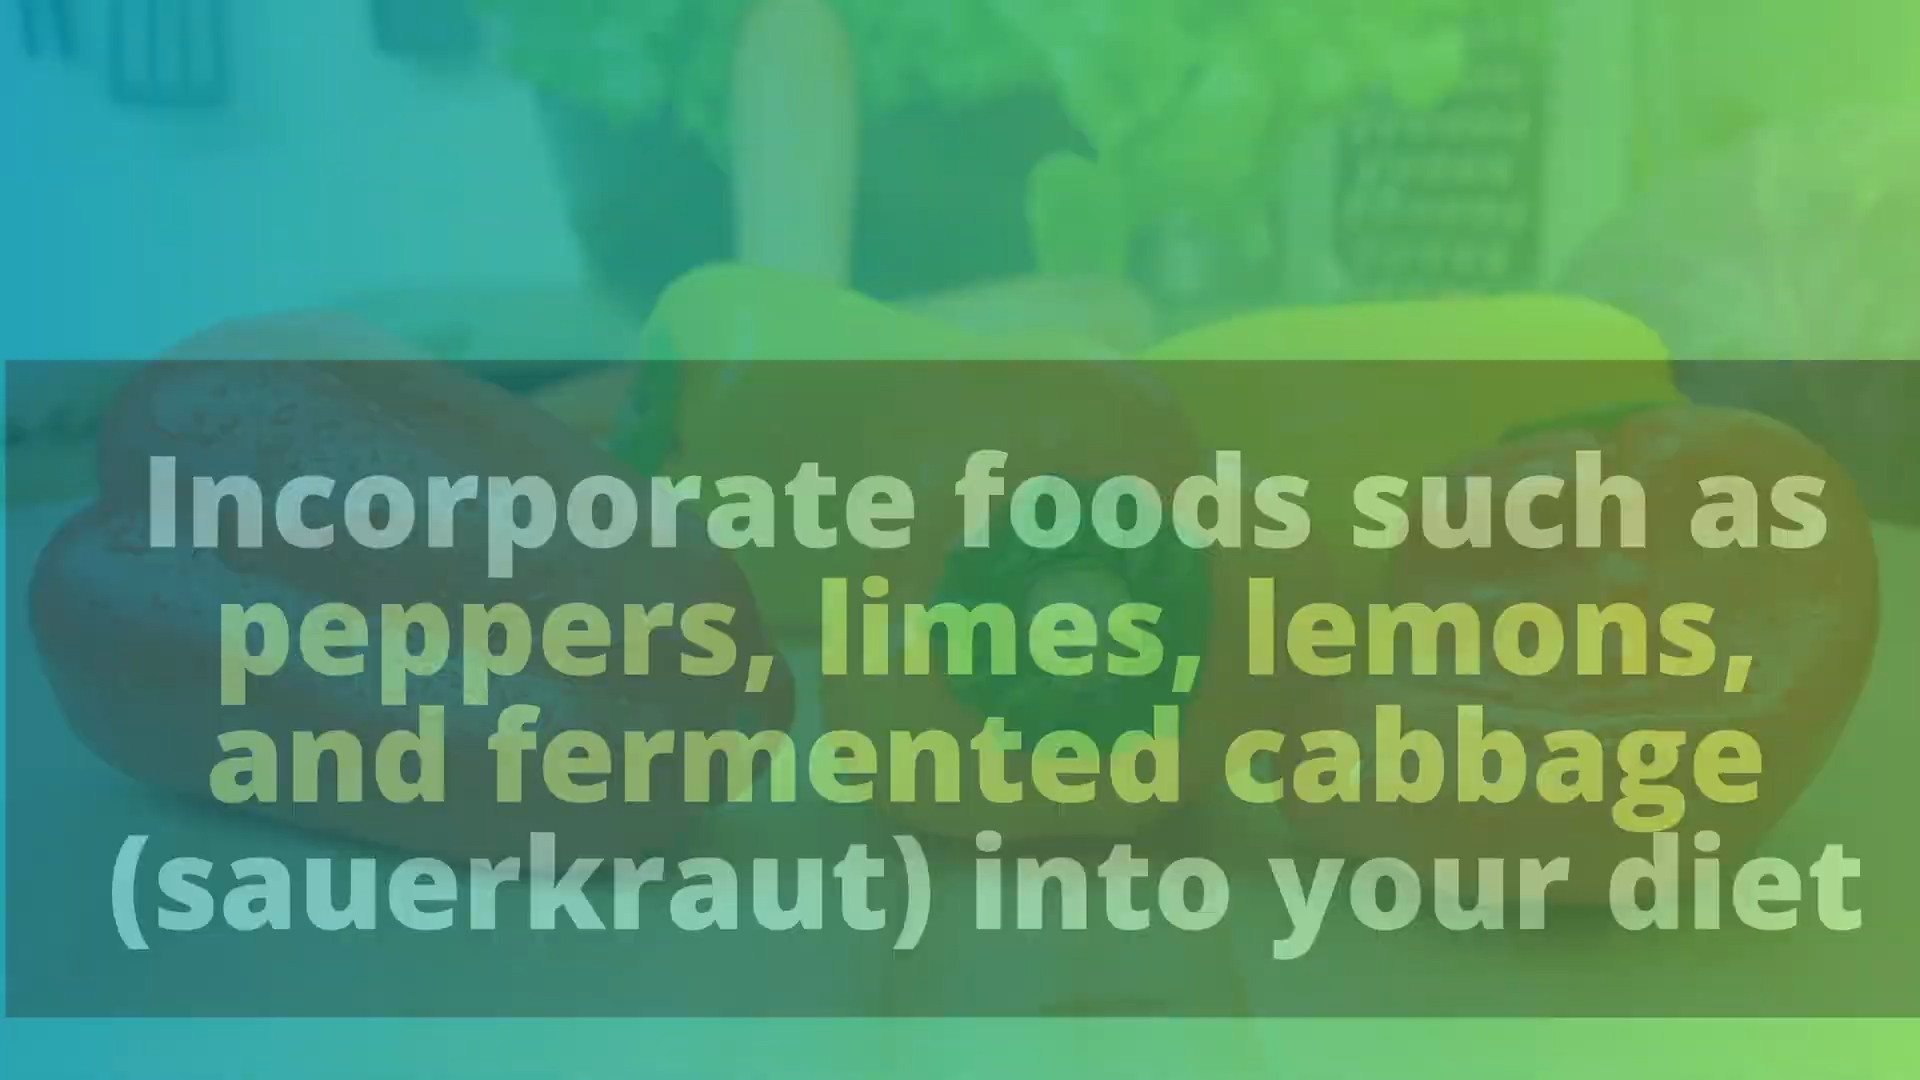 Incorporate foods such as
peppers, limes, lemons,
and fermented cabbage
(sauerkraut) into your diet